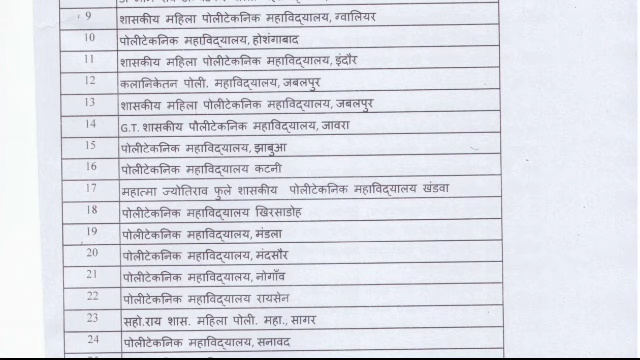 9 शासकीय महिला पोलीटेकनिक महाविद्यालय, ग्वालियर
10 पोलीटेकनिक महाविद्यालय, होशंगाबाद
11 शासकीय महिला पोलीटेकनिक महाविद्यालय, इंदौर
12 कलानिकेतन पोली. महाविद्यालय, जबलपुर
13 शासकीय महिला पोलीटेकनिक महाविद्यालय, जबलपुर
14 G.T. शासकीय पौलीटेकनिक महाविद्यालय, जावरा
15 पोलीटेकनिक महाविद्यालय, झाबुआ
16 पोलीटेकनिक महाविद्यालय कटनी
17 महात्मा ज्योतिराव फुले शासकीय पोलीटेकनिक महाविद्यालय खंडवा
18 पोलीटेकनिक महाविद्यालय खिरसाडोह
19 पोलीटेकनिक महाविद्यालय, मंडला
20 पोलीटेकनिक महाविद्यालय, मंदसौर
21 पोलीटेकनिक महाविद्यालय, नोगाँव
22 पोलीटेकनिक महाविद्यालय रायसेन
23 सहो.राय शास. महिला पोली. महा., सागर
24 पोलीटेकनिक महाविद्यालय, सनावद